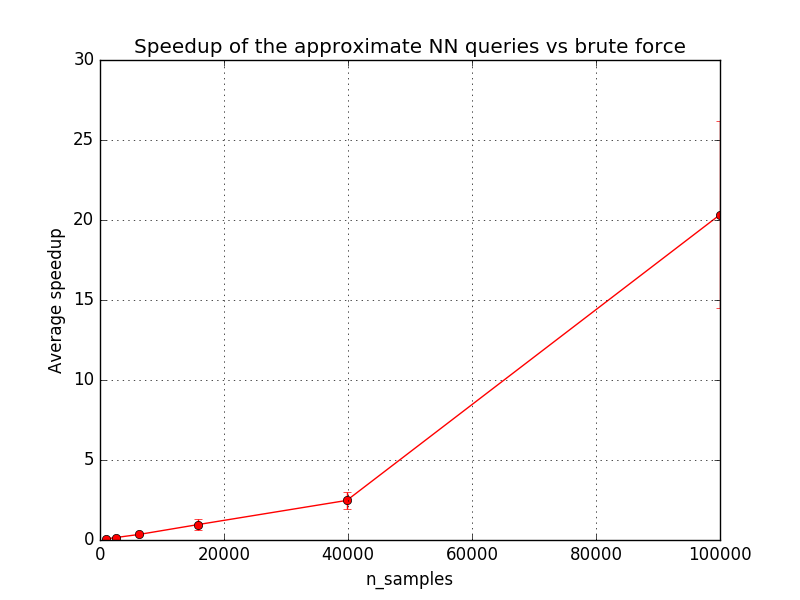 Speedup of the approximate NN queries vs brute force
30
25
20
15
10
5
0
Average speedup
0 20000 40000 60000 80000 100000
n_samples